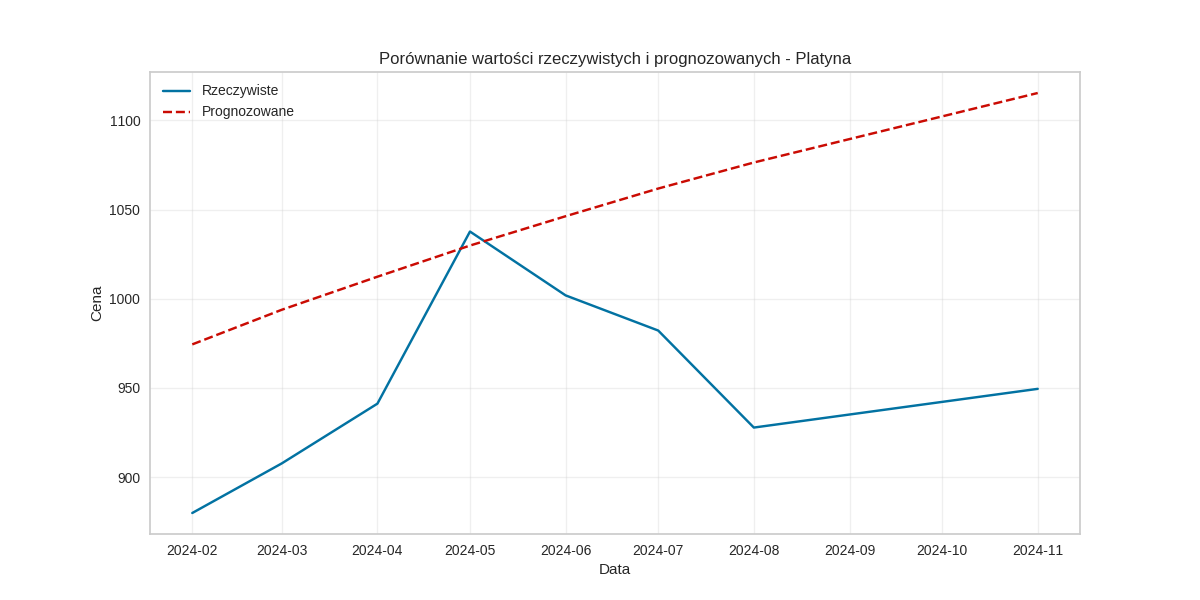 Porównanie wartości rzeczywistych i prognozowanych - Platyna
Rzeczywiste
Prognozowane
Cena
1100
1050
1000
950
900
2024-02 2024-03 2024-04 2024-05 2024-06 2024-07 2024-08 2024-09 2024-10 2024-11
Data